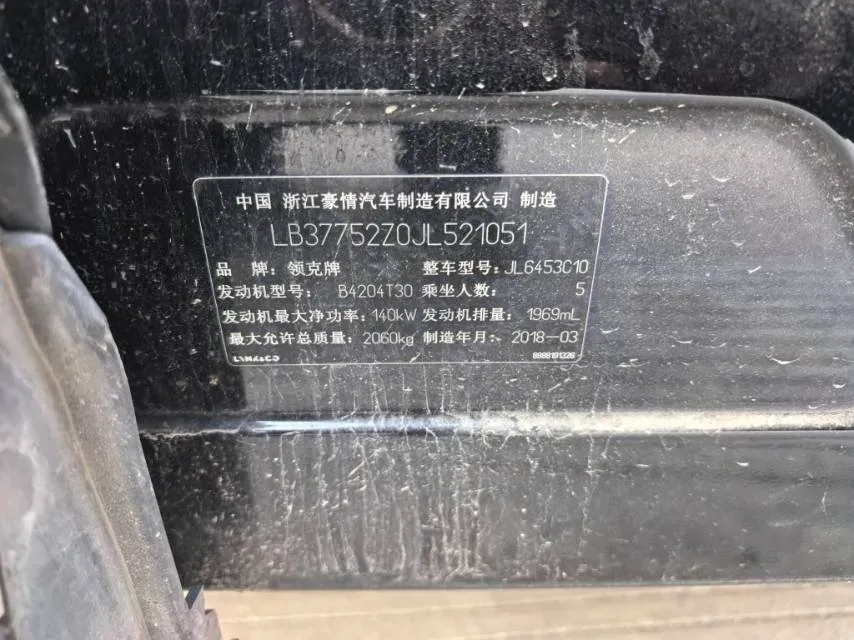 中国 浙江豪情汽车制造有限公司 制造
LB37752Z0JL521051
品 牌：领克牌 整车型号：JL6453C10
发动机型号： B4204T30 乘坐人数： 5
发动机最大净功率：140kW 发动机排量： 1969mL
最大允许总质量： 2060kg 制造年月： 2018-03
LYNK&CO 8888191326